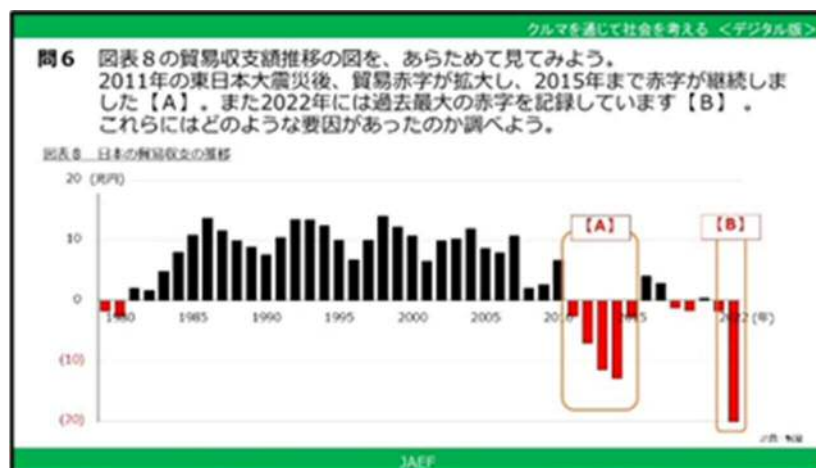 クルマを通じて社会を考える <デジタル版>
問6 図表8の貿易収支額推移の図を、あらためて見てみよう。
2011年の東日本大震災後、貿易赤字が拡大し、2015年まで赤字が継続しま
した【A】。また2022年には過去最大の赤字を記録しています【B】 。
これらにはどのような要因があったのか調べよう。
図表8 日本の貿易収支の推移
20 (兆円)
【A】 【B】
10
0
1980 1985 1990 1995 2000 2005 2010 2015 2022 (年)
(10)
(20)
JAEF